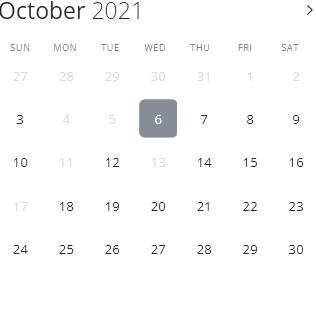 October 2021
SUN MON TUE WED THU FRI SAT
27 28 29 30 31 1 2
3 4 5 6 7 8 9
10 11 12 13 14 15 16
17 18 19 20 21 22 23
24 25 26 27 28 29 30